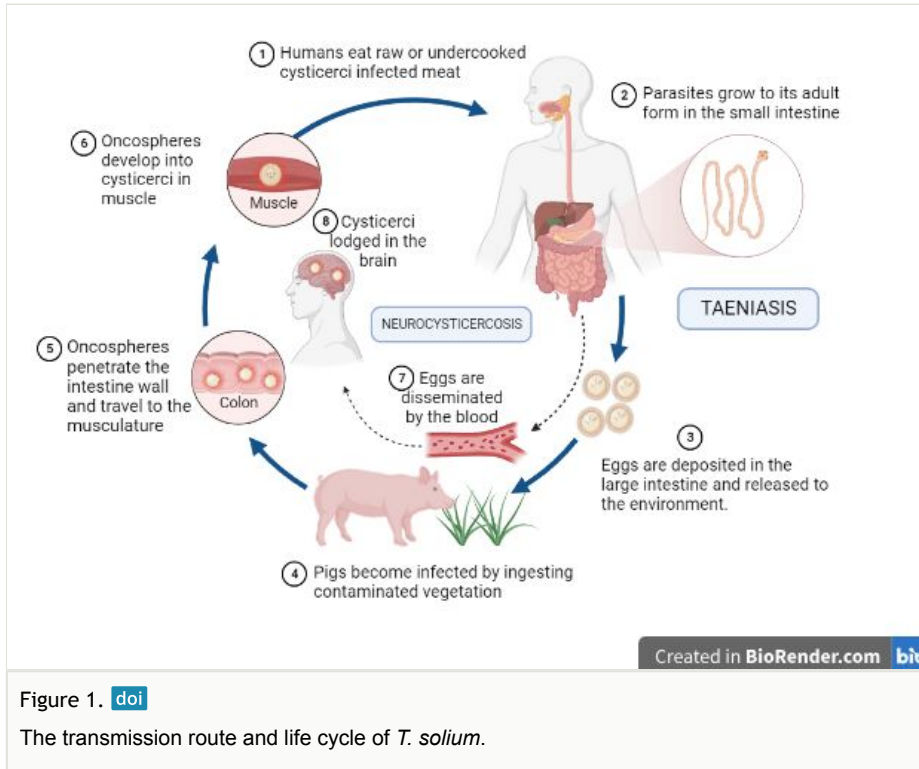 1 Humans eat raw or undercooked
cysticerci infected meat
2 Parasites grow to its adult
form in the small intestine
6 Oncospheres
develop into
cysticerci in
muscle
Muscle
8 Cysticerci
lodged in the
brain
TAENIASIS
NEUROCYSTICERCOSIS
5 Oncospheres
penetrate the
intestine wall
and travel to the
musculature
Colon
7 Eggs are
disseminated
by the blood
3
Eggs are deposited in the
large intestine and released to
the environment.
4 Pigs become infected by ingesting
contaminated vegetation
Created in BioRender.com
Figure 1. doi
The transmission route and life cycle of T. solium.